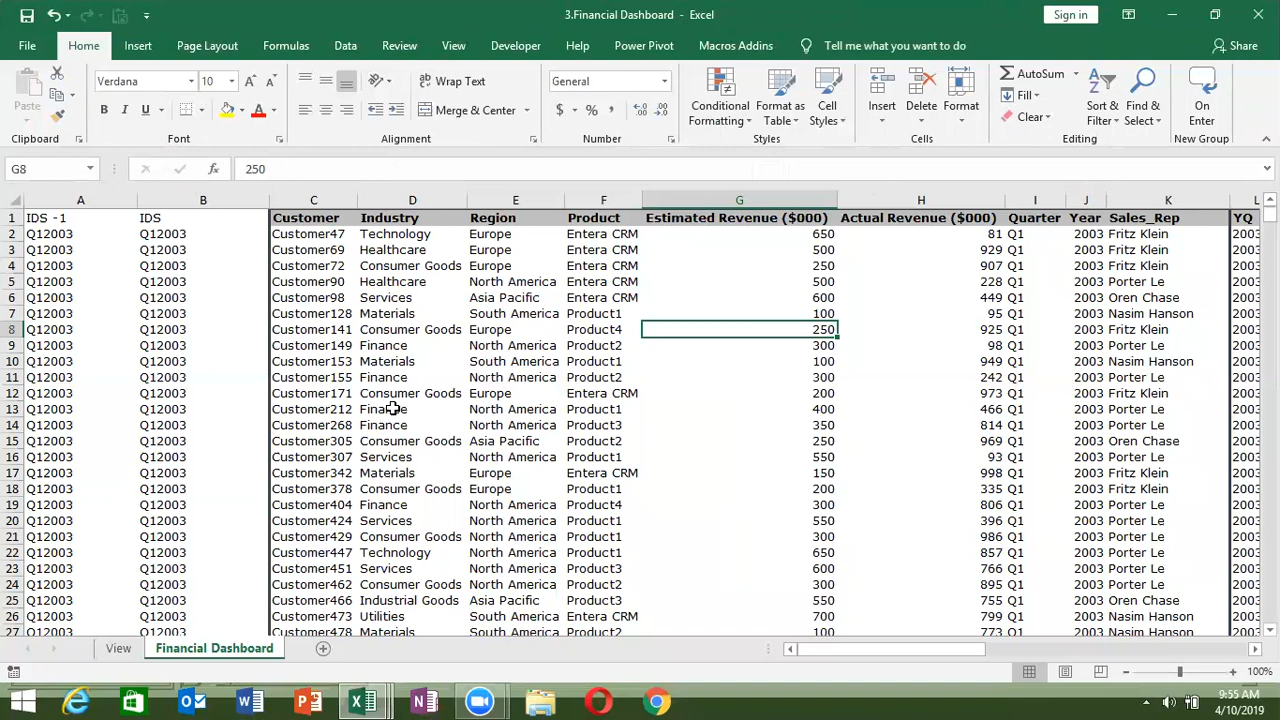 3.Financial Dashboard - Excel
Sign in
File Home Insert Page Layout Formulas Data Review View Developer Help Power Pivot Macros Addins Tell me what you want to do Share
Paste
Verdana 10
B I U
Wrap Text
Merge & Center
General
$ % ,
Conditional Formatting
Format as Table
Cell Styles
Insert
Delete
Format
AutoSum
Fill
Clear
Sort & Filter
Find & Select
On Enter
Clipboard Font Alignment Number Styles Cells Editing New Group
G8 fx 250
A B C D E F G H I J K L
1 IDS -1 IDS Customer Industry Region Product Estimated Revenue ($000) Actual Revenue ($000) Quarter Year Sales_Rep YQ
2 Q12003 Q12003 Customer47 Technology Europe Entera CRM 650 81 Q1 2003 Fritz Klein 2003
3 Q12003 Q12003 Customer69 Healthcare Europe Entera CRM 500 929 Q1 2003 Fritz Klein 2003
4 Q12003 Q12003 Customer72 Consumer Goods Europe Entera CRM 250 907 Q1 2003 Fritz Klein 2003
5 Q12003 Q12003 Customer90 Healthcare North America Entera CRM 500 228 Q1 2003 Porter Le 2003
6 Q12003 Q12003 Customer98 Services Asia Pacific Entera CRM 600 449 Q1 2003 Oren Chase 2003
7 Q12003 Q12003 Customer128 Materials South America Product1 100 95 Q1 2003 Nasim Hanson 2003
8 Q12003 Q12003 Customer141 Consumer Goods Europe Product4 250 925 Q1 2003 Fritz Klein 2003
9 Q12003 Q12003 Customer149 Finance North America Product2 300 98 Q1 2003 Porter Le 2003
10 Q12003 Q12003 Customer153 Materials South America Product1 100 949 Q1 2003 Nasim Hanson 2003
11 Q12003 Q12003 Customer155 Finance North America Product2 300 242 Q1 2003 Porter Le 2003
12 Q12003 Q12003 Customer171 Consumer Goods Europe Entera CRM 200 973 Q1 2003 Fritz Klein 2003
13 Q12003 Q12003 Customer212 Finance North America Product1 400 466 Q1 2003 Porter Le 2003
14 Q12003 Q12003 Customer268 Finance North America Product3 350 814 Q1 2003 Porter Le 2003
15 Q12003 Q12003 Customer305 Consumer Goods Asia Pacific Product2 250 969 Q1 2003 Oren Chase 2003
16 Q12003 Q12003 Customer307 Services North America Product1 550 93 Q1 2003 Porter Le 2003
17 Q12003 Q12003 Customer342 Materials Europe Entera CRM 150 998 Q1 2003 Fritz Klein 2003
18 Q12003 Q12003 Customer378 Consumer Goods Europe Product1 200 335 Q1 2003 Fritz Klein 2003
19 Q12003 Q12003 Customer404 Finance North America Product4 300 806 Q1 2003 Porter Le 2003
20 Q12003 Q12003 Customer424 Services North America Product1 550 396 Q1 2003 Porter Le 2003
21 Q12003 Q12003 Customer429 Consumer Goods North America Product1 300 986 Q1 2003 Porter Le 2003
22 Q12003 Q12003 Customer447 Technology North America Product1 650 857 Q1 2003 Porter Le 2003
23 Q12003 Q12003 Customer451 Services North America Product3 600 766 Q1 2003 Porter Le 2003
24 Q12003 Q12003 Customer462 Consumer Goods North America Product2 300 895 Q1 2003 Porter Le 2003
25 Q12003 Q12003 Customer466 Industrial Goods Asia Pacific Product3 550 755 Q1 2003 Oren Chase 2003
26 Q12003 Q12003 Customer473 Utilities South America Entera CRM 700 799 Q1 2003 Nasim Hanson 2003
27 Q12003 Q12003 Customer478 Materials South America Product2 100 773 Q1 2003 Nasim Hanson 2003
View Financial Dashboard
100%
9:55 AM
4/10/2019